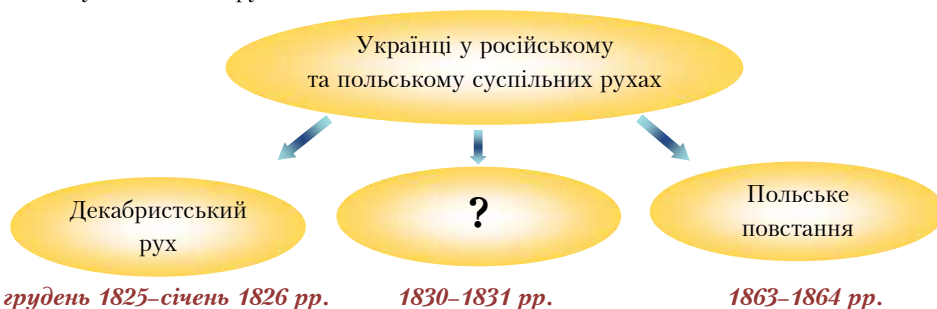 Українці у російському
та польському суспільних рухах
Декабристський
рух
?
Польське
повстання
грудень 1825–січень 1826 рр.
1830–1831 рр.
1863–1864 рр.